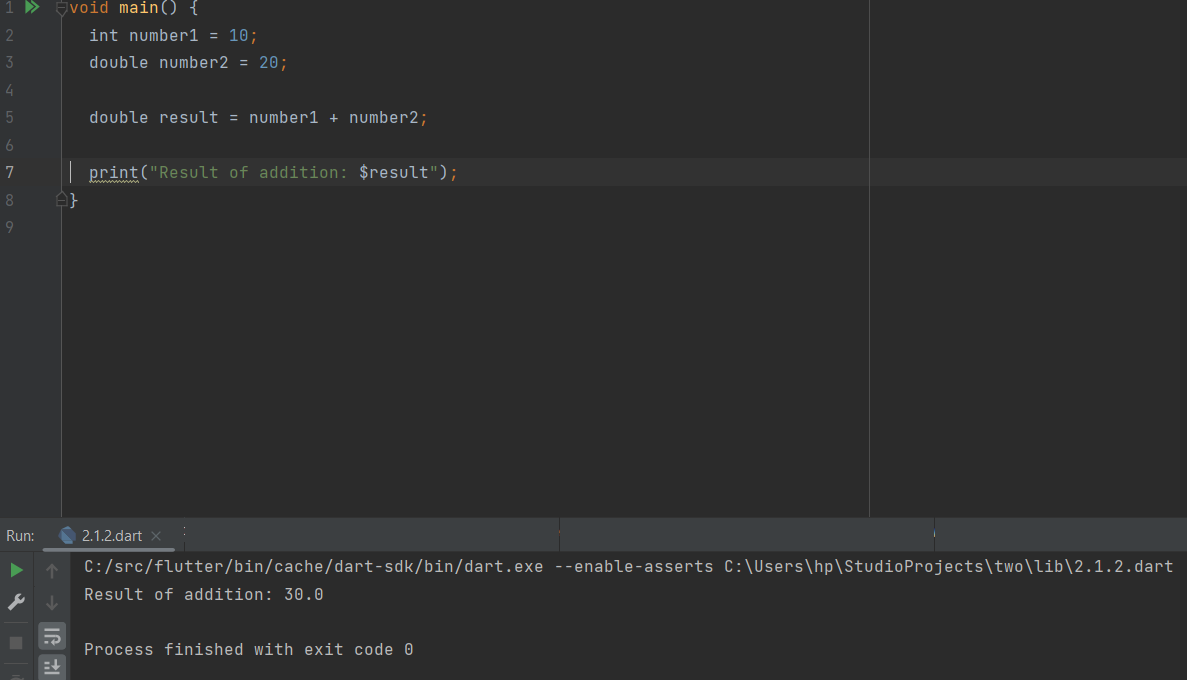 1 void main() {
2 int number1 = 10;
3 double number2 = 20;
4
5 double result = number1 + number2;
6
7 print("Result of addition: $result");
8 }
9
Run: 2.1.2.dart
C:/src/flutter/bin/cache/dart-sdk/bin/dart.exe --enable-asserts C:\Users\hp\StudioProjects\two\lib\2.1.2.dart
Result of addition: 30.0
Process finished with exit code 0